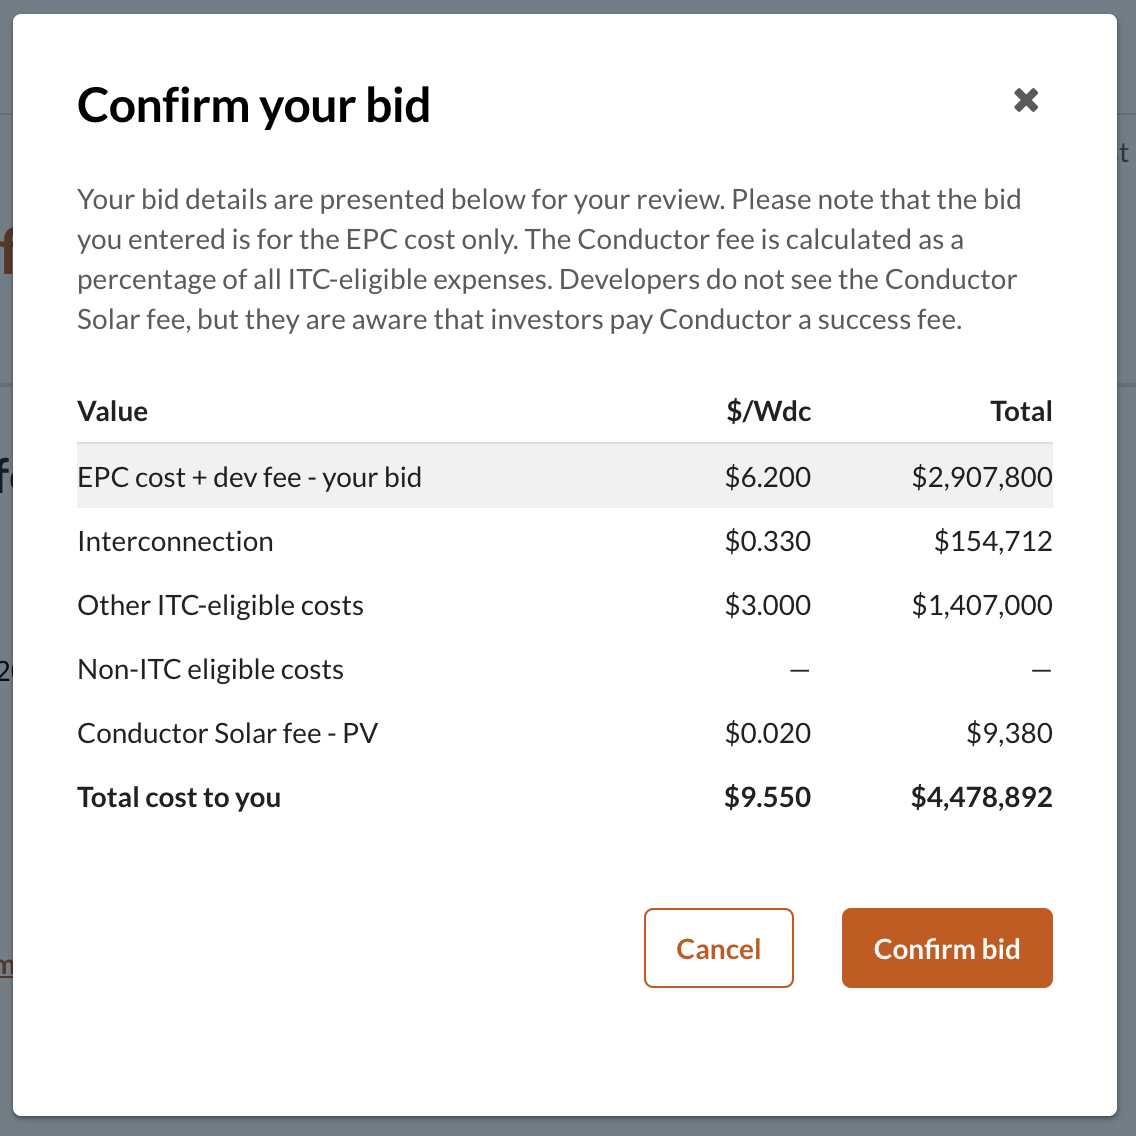 Confirm your bid
Your bid details are presented below for your review. Please note that the bid
you entered is for the EPC cost only. The Conductor fee is calculated as a
percentage of all ITC-eligible expenses. Developers do not see the Conductor
Solar fee, but they are aware that investors pay Conductor a success fee.
Value $/Wdc Total
EPC cost + dev fee - your bid $6.200 $2,907,800
Interconnection $0.330 $154,712
Other ITC-eligible costs $3.000 $1,407,000
Non-ITC eligible costs — —
Conductor Solar fee - PV $0.020 $9,380
Total cost to you $9.550 $4,478,892
Cancel Confirm bid